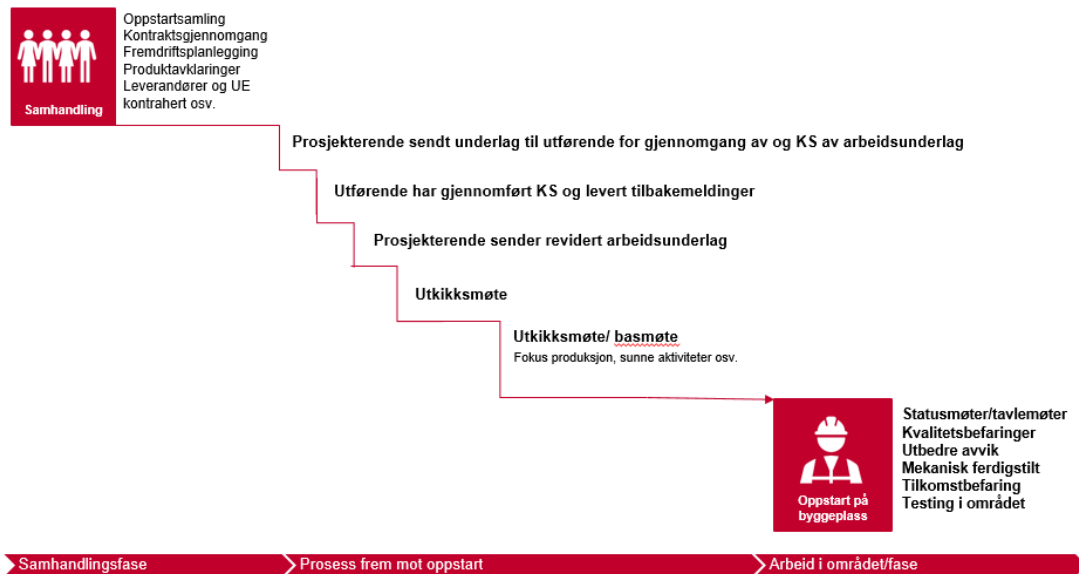 Oppstartsamling
Kontraktsgjennomgang
Fremdriftsplanlegging
Produktavklaringer
Leverandører og UE
kontrahert osv.
Samhandling
Prosjekterende sendt underlag til utførende for gjennomgang av og KS av arbeidsunderlag
Utførende har gjennomført KS og levert tilbakemeldinger
Prosjekterende sender revidert arbeidsunderlag
Utkikksmøte
Utkikksmøte/ basmøte
Fokus produksjon, sunne aktiviteter osv.
Oppstart på
byggeplass
Statusmøter/tavlemøter
Kvalitetsbefaringer
Utbedre avvik
Mekanisk ferdigstilt
Tilkomstbefaring
Testing i området
Samhandlingsfase
Prosess frem mot oppstart
Arbeid i området/fase